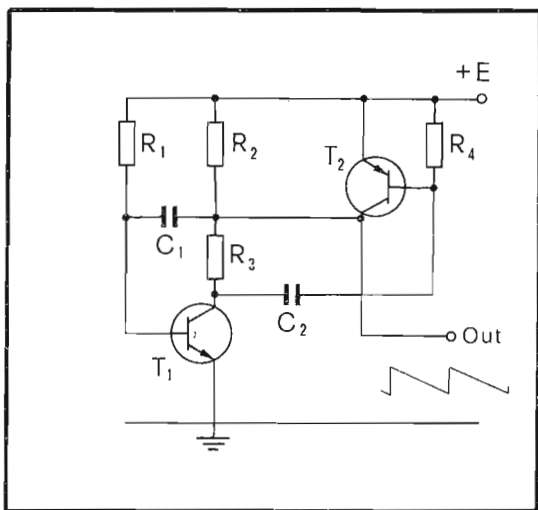 +E
R₁
R₂
T₂
R₄
C₁
R₃
C₂
T₁
Out